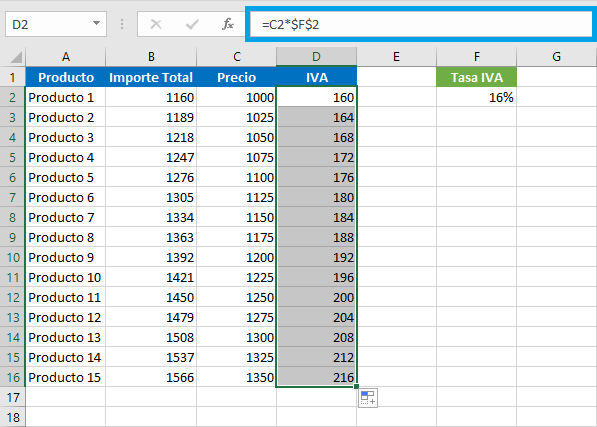 D2 fx =C2*$F$2
A B C D E F G
1 Producto Importe Total Precio IVA Tasa IVA
2 Producto 1 1160 1000 160 16%
3 Producto 2 1189 1025 164
4 Producto 3 1218 1050 168
5 Producto 4 1247 1075 172
6 Producto 5 1276 1100 176
7 Producto 6 1305 1125 180
8 Producto 7 1334 1150 184
9 Producto 8 1363 1175 188
10 Producto 9 1392 1200 192
11 Producto 10 1421 1225 196
12 Producto 11 1450 1250 200
13 Producto 12 1479 1275 204
14 Producto 13 1508 1300 208
15 Producto 14 1537 1325 212
16 Producto 15 1566 1350 216
17
18